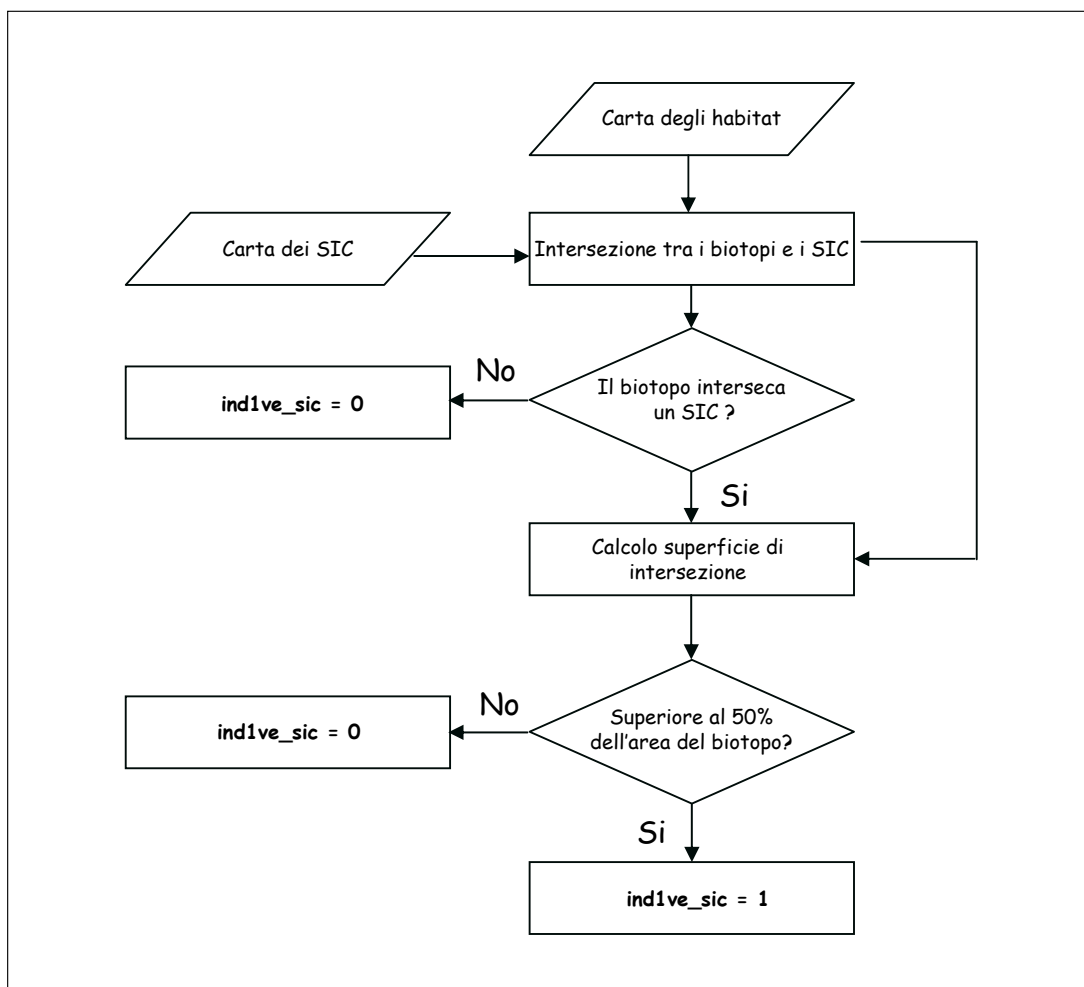 Carta degli habitat
Carta dei SIC
Intersezione tra i biotopi e i SIC
Il biotopo interseca
un SIC ?
No
ind1ve_sic = 0
Si
Calcolo superficie di
intersezione
Superiore al 50%
dell'area del biotopo?
No
ind1ve_sic = 0
Si
ind1ve_sic = 1